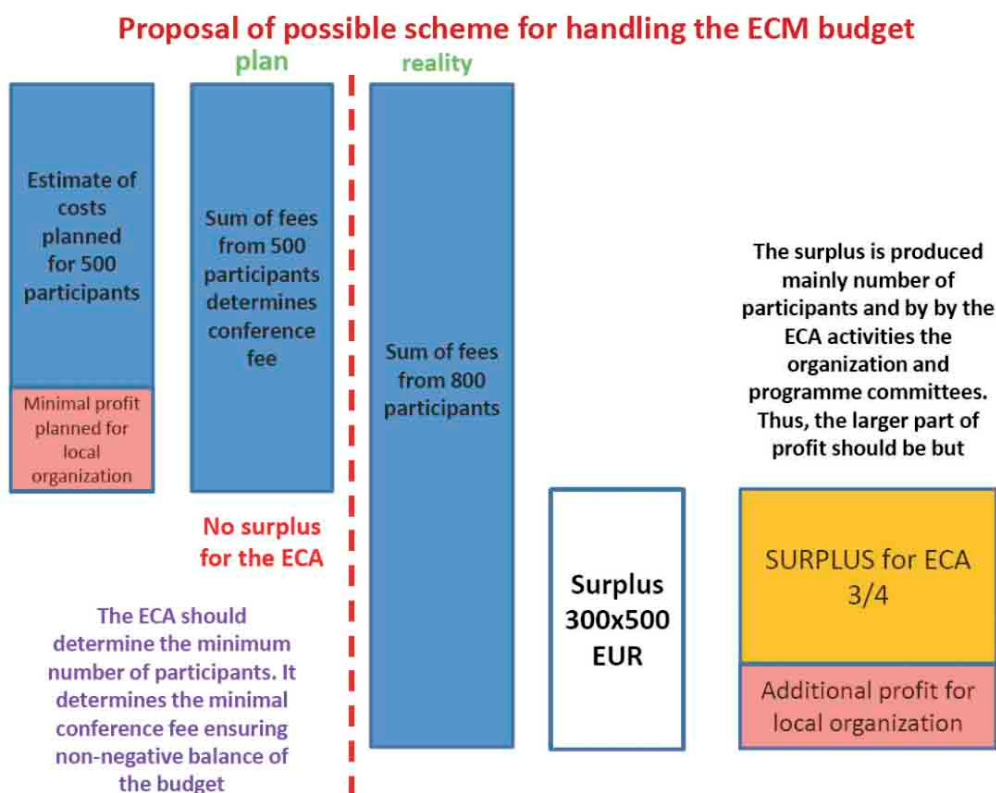 Proposal of possible scheme for handling the ECM budget
plan
reality
Estimate of
costs
planned
for 500
participants
Minimal profit
planned for
local
organization
Sum of fees
from 500
participants
determines
conference
fee
No surplus
for the ECA
The ECA should
determine the minimum
number of participants. It
determines the minimal
conference fee ensuring
non-negative balance of
the budget
Sum of fees
from 800
participants
Surplus
300x500
EUR
The surplus is produced
mainly number of
participants and by by the
ECA activities the
organization and
programme committees.
Thus, the larger part of
profit should be but
SURPLUS for ECA
3/4
Additional profit for
local organization